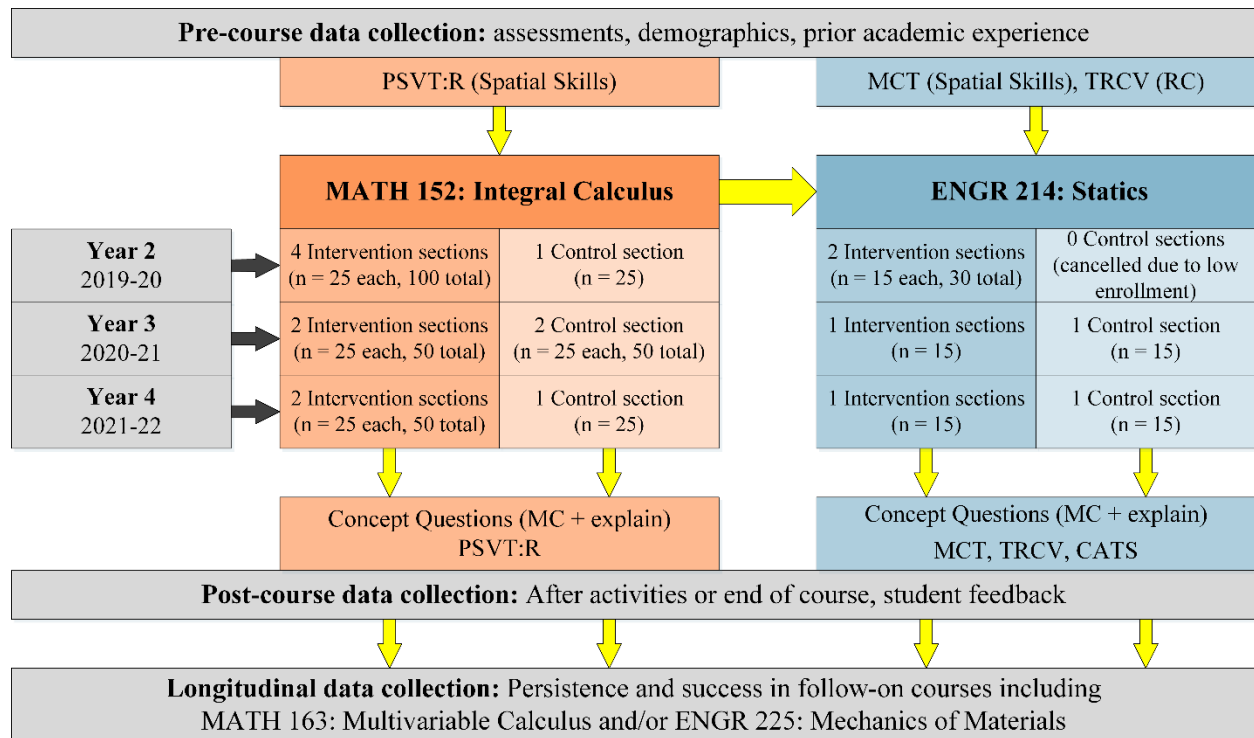 Pre-course data collection: assessments, demographics, prior academic experience
PSVT:R (Spatial Skills)
MCT (Spatial Skills), TRCV (RC)
MATH 152: Integral Calculus
ENGR 214: Statics
Year 2
2019-20
4 Intervention sections
(n = 25 each, 100 total)
1 Control section
(n = 25)
2 Intervention sections
(n = 15 each, 30 total)
0 Control sections
(cancelled due to low
enrollment)
Year 3
2020-21
2 Intervention sections
(n = 25 each, 50 total)
2 Control section
(n = 25 each, 50 total)
1 Intervention sections
(n = 15)
1 Control section
(n = 15)
Year 4
2021-22
2 Intervention sections
(n = 25 each, 50 total)
1 Control section
(n = 25)
1 Intervention sections
(n = 15)
1 Control section
(n = 15)
Concept Questions (MC + explain)
PSVT:R
Concept Questions (MC + explain)
MCT, TRCV, CATS
Post-course data collection: After activities or end of course, student feedback
Longitudinal data collection: Persistence and success in follow-on courses including
MATH 163: Multivariable Calculus and/or ENGR 225: Mechanics of Materials